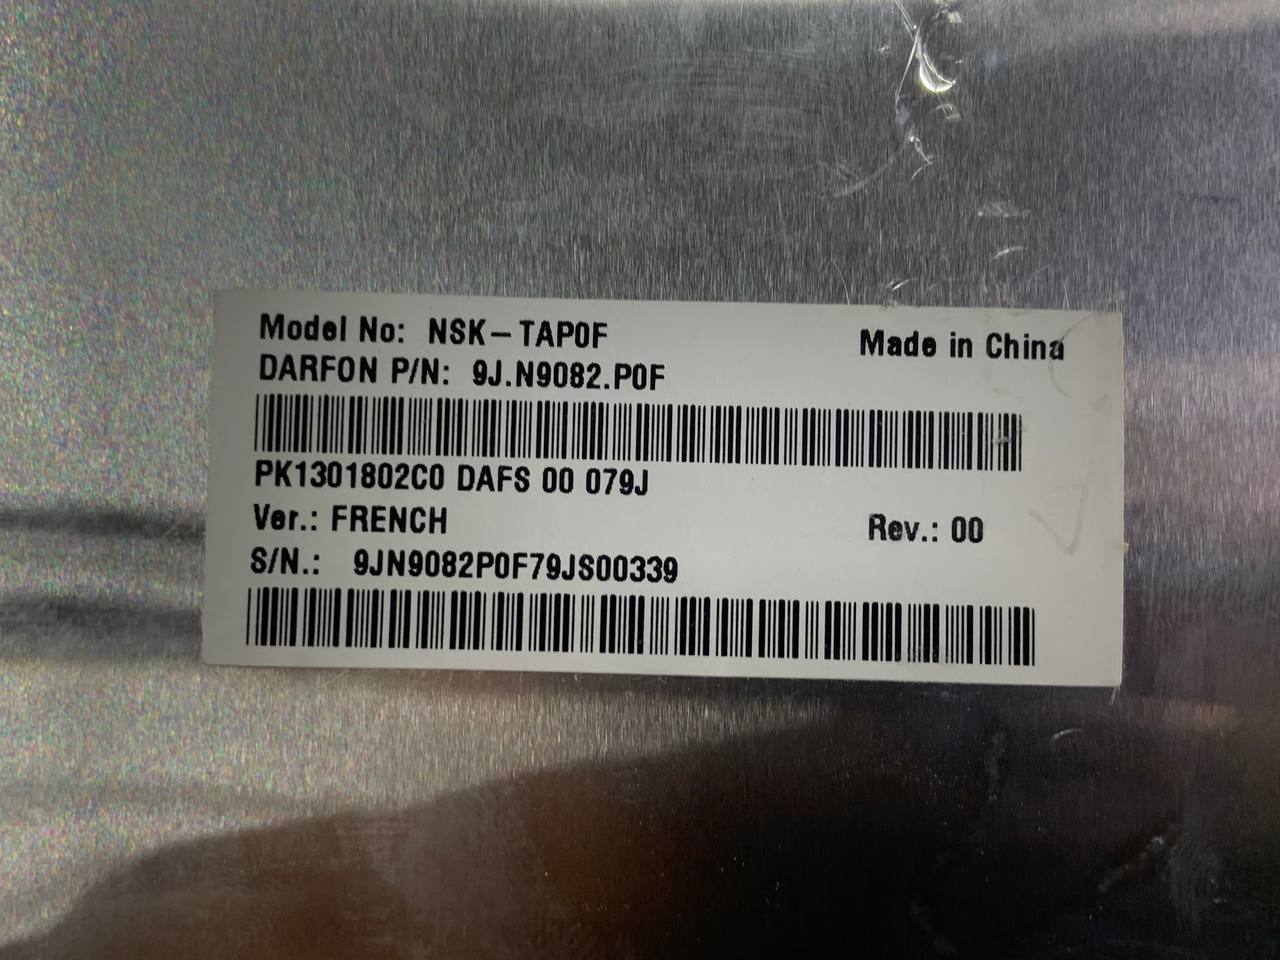 Model No: NSK-TAP0F Made in China
DARFON P/N: 9J.N9082.P0F
PK1301802C0 DAFS 00 079J
Ver.: FRENCH Rev.: 00
S/N.: 9JN9082P0F79JS00339